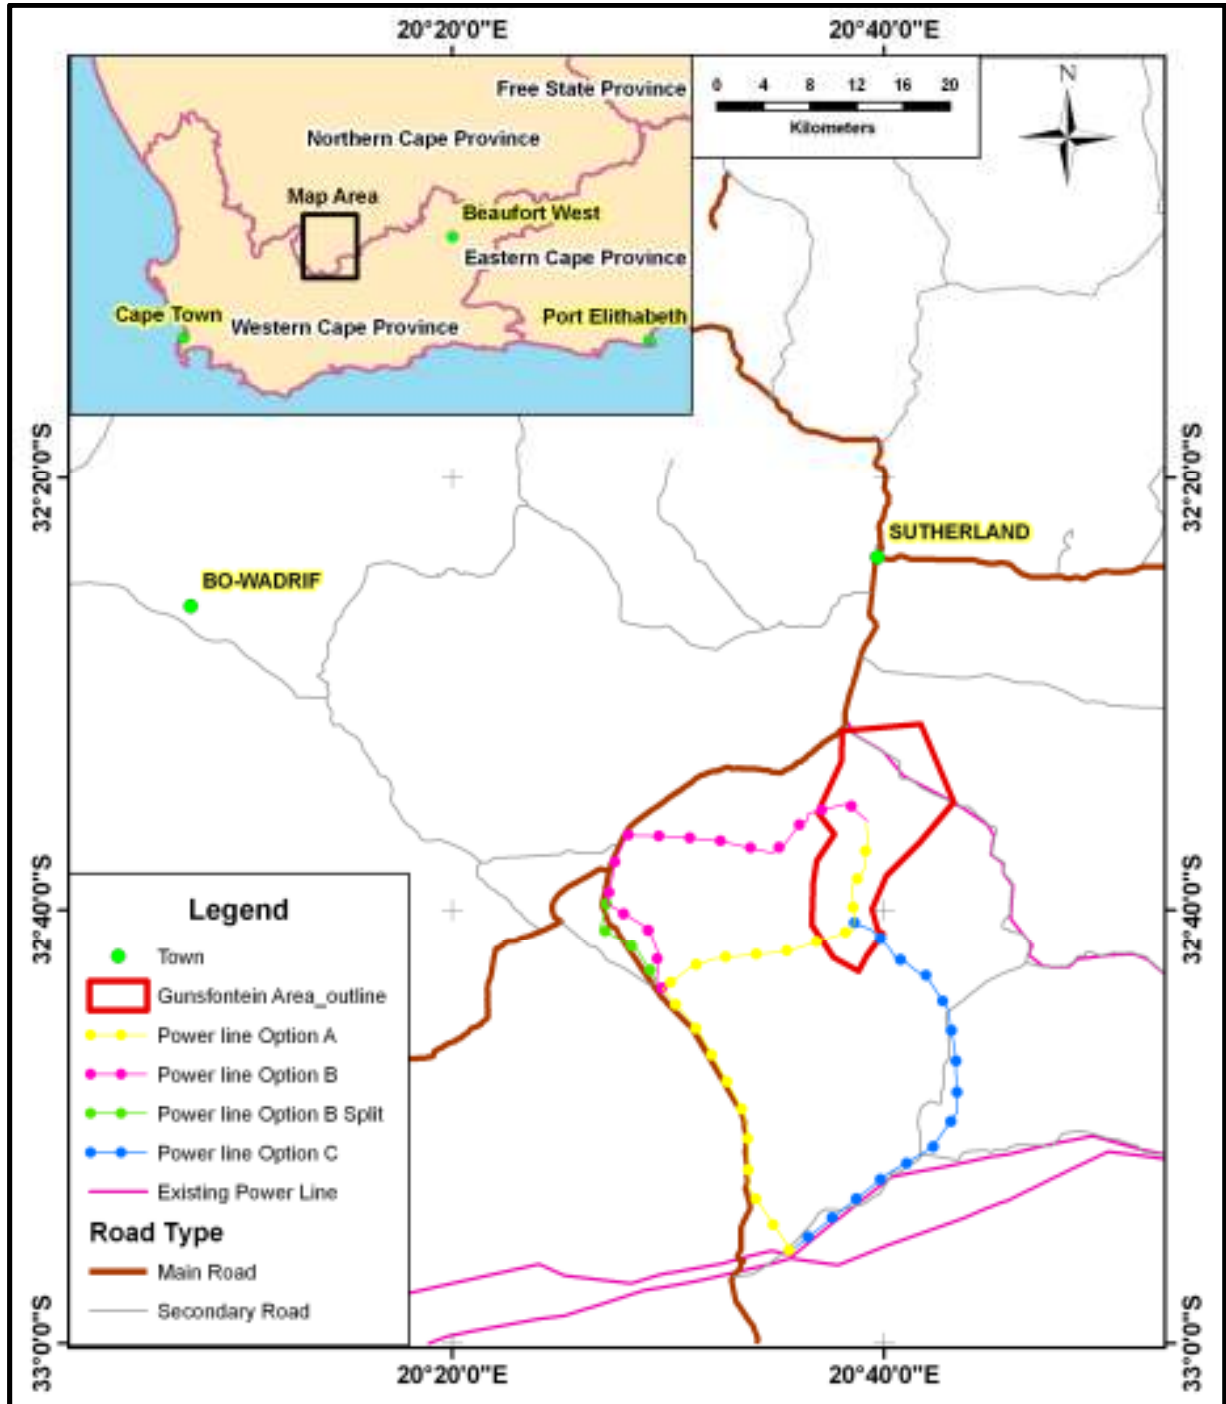 20°20'0"E
20°40'0"E
Free State Province
Northern Cape Province
Map Area
Beaufort West
Eastern Cape Province
Cape Town
Western Cape Province
Port Elithabeth
0 4 8 12 16 20
Kilometers
N
32°20'0"S
32°20'0"S
SUTHERLAND
BO-WADRIF
32°40'0"S
32°40'0"S
Legend
Town
Gunsfontein Area_outline
Power line Option A
Power line Option B
Power line Option B Split
Power line Option C
Existing Power Line
Road Type
Main Road
Secondary Road
33°0'0"S
33°0'0"S
20°20'0"E
20°40'0"E